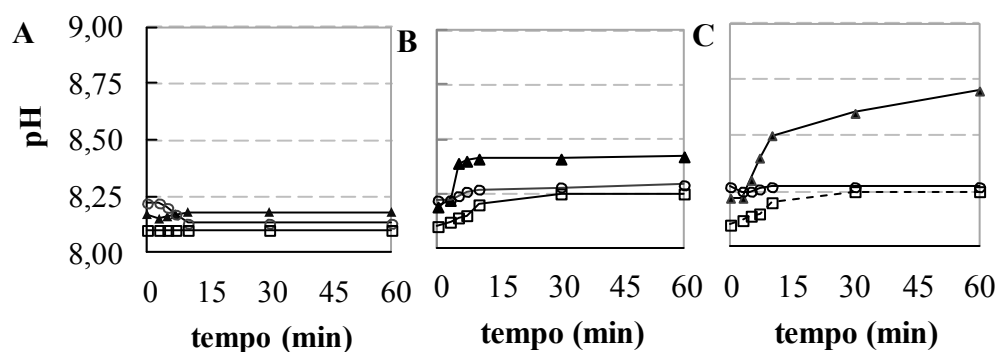 A
B
C
9,00
8,75
8,50
8,25
8,00
pH
0 15 30 45 60
0 15 30 45 60
0 15 30 45 60
tempo (min)
tempo (min)
tempo (min)